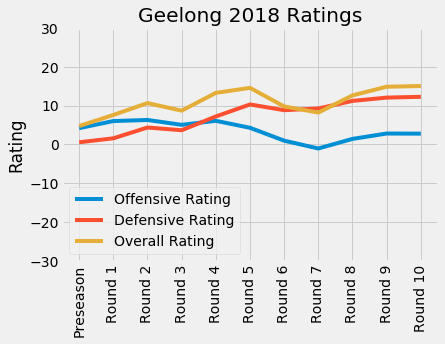 Geelong 2018 Ratings
Rating
30
20
10
0
−10
−20
−30
Offensive Rating
Defensive Rating
Overall Rating
Preseason
Round 1
Round 2
Round 3
Round 4
Round 5
Round 6
Round 7
Round 8
Round 9
Round 10